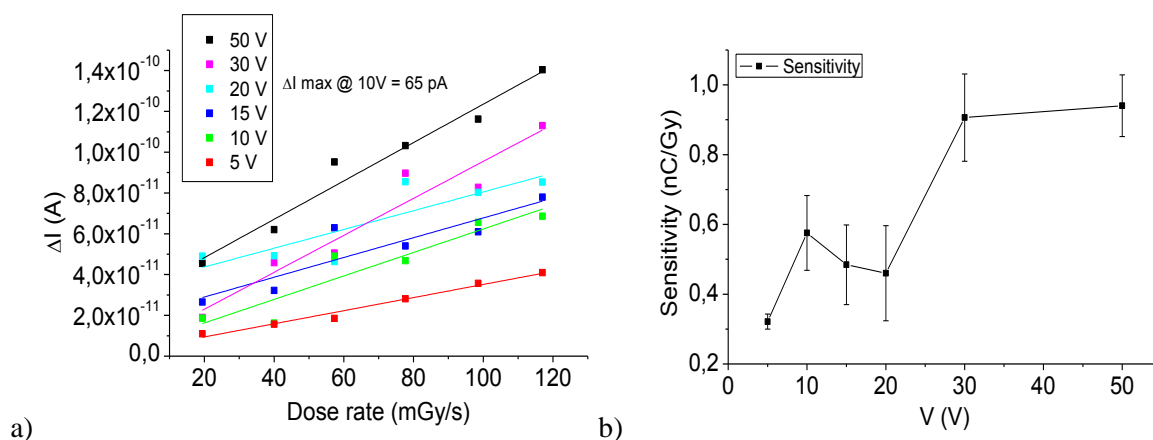 50 V
30 V
20 V
15 V
10 V
5 V
ΔI max @ 10V = 65 pA
1,4x10⁻¹⁰
1,2x10⁻¹⁰
1,0x10⁻¹⁰
8,0x10⁻¹¹
6,0x10⁻¹¹
4,0x10⁻¹¹
2,0x10⁻¹¹
0,0
ΔI (A)
20 40 60 80 100 120
Dose rate (mGy/s)
a)
Sensitivity
1,0
0,8
0,6
0,4
0,2
Sensitivity (nC/Gy)
0 10 20 30 40 50
V (V)
b)